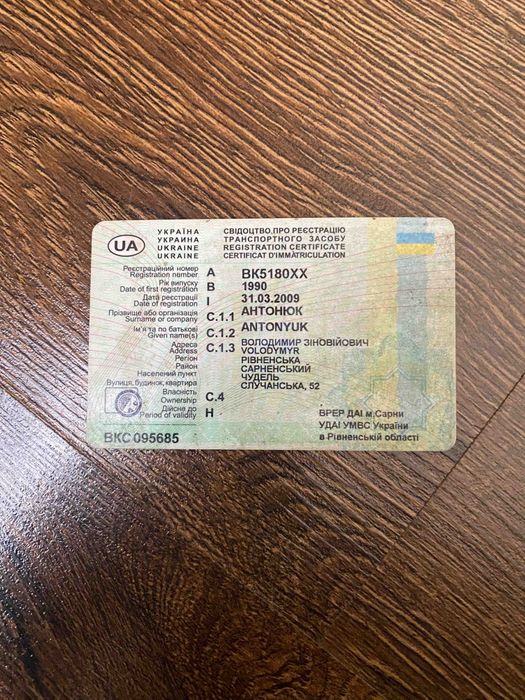 UA
УКРАЇНА
УКРАИНА
UKRAINE
UKRAINE
СВІДОЦТВО ПРО РЕЄСТРАЦІЮ
ТРАНСПОРТНОГО ЗАСОБУ
REGISTRATION CERTIFICATE
CERTIFICAT D'IMMATRICULATION
Реєстраційний номер
Registration number A BK5180XX
Рік випуску
Date of first registration B 1990
Дата реєстрації
Date of registration I 31.03.2009
Прізвище або організація
Surname or company C.1.1 АНТОНЮК
Ім'я та по батькові
Given name(s) C.1.2 ANTONYUK
Адреса
Address C.1.3 ВОЛОДИМИР ЗІНОВІЙОВИЧ
VOLODYMYR
Регіон РІВНЕНСЬКА
Район САРНЕНСЬКИЙ
Населений пункт ЧУДЕЛЬ
Вулиця, будинок, квартира СЛУЧАНСЬКА, 52
Власність
Ownership C.4
Дійсне до
Period of validity H
ВРЕР ДАІ м,Сарни
УДАІ УМВС України
в Рівненській області
ВКС 095685